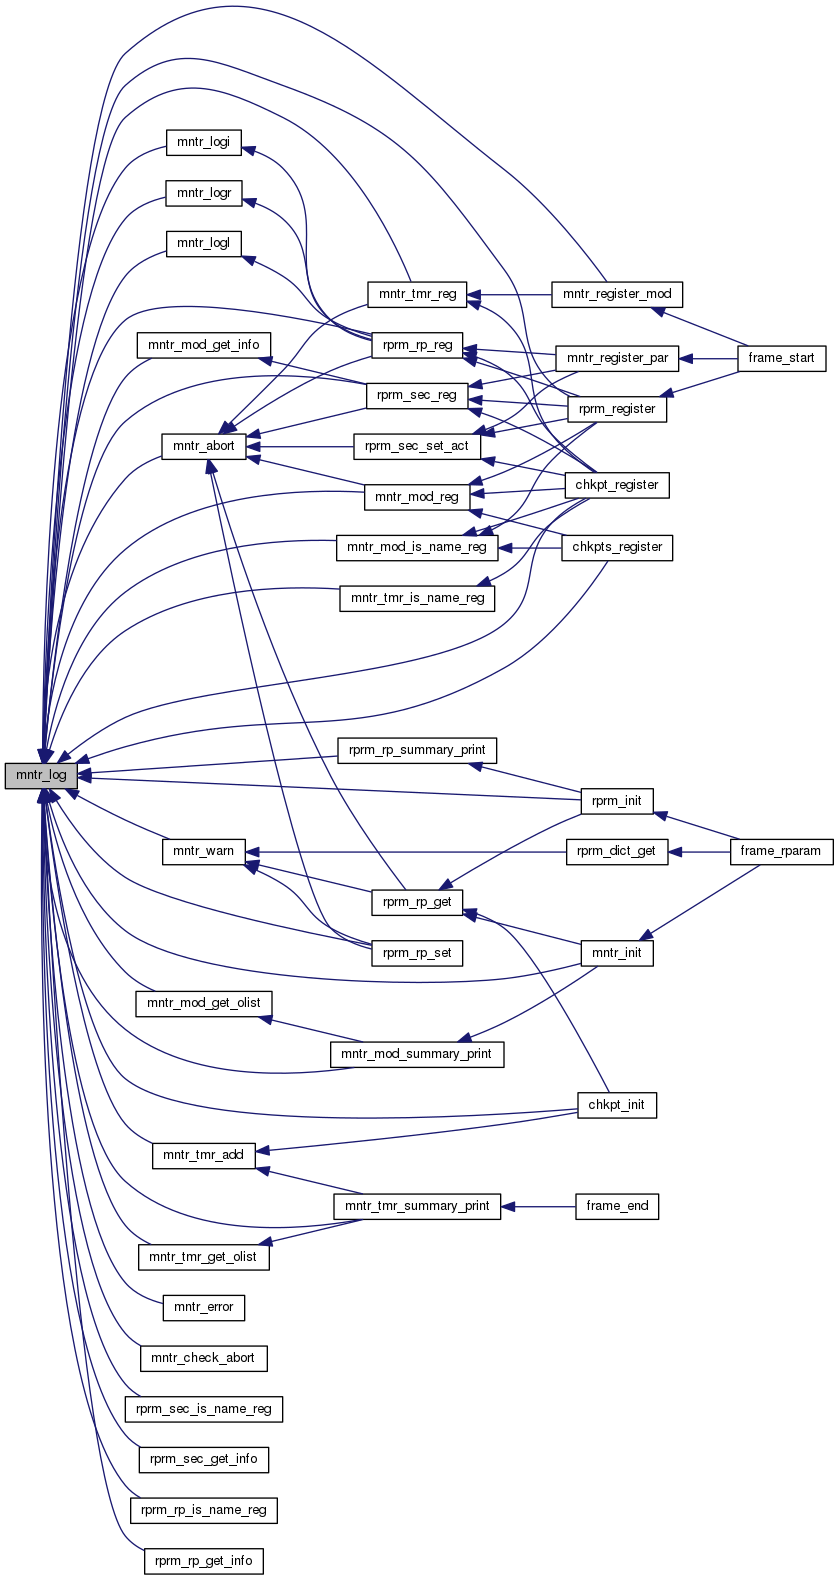 mntr_logi
mntr_logr
mntr_logl
mntr_tmr_reg
mntr_register_mod
mntr_mod_get_info
rprm_rp_reg
mntr_register_par
frame_start
rprm_sec_reg
rprm_register
mntr_abort
rprm_sec_set_act
mntr_mod_reg
chkpt_register
mntr_mod_is_name_reg
chkpts_register
mntr_tmr_is_name_reg
rprm_rp_summary_print
mntr_log
rprm_init
mntr_warn
rprm_dict_get
frame_rparam
rprm_rp_get
rprm_rp_set
mntr_init
mntr_mod_get_olist
mntr_mod_summary_print
chkpt_init
mntr_tmr_add
mntr_tmr_summary_print
frame_end
mntr_tmr_get_olist
mntr_error
mntr_check_abort
rprm_sec_is_name_reg
rprm_sec_get_info
rprm_rp_is_name_reg
rprm_rp_get_info